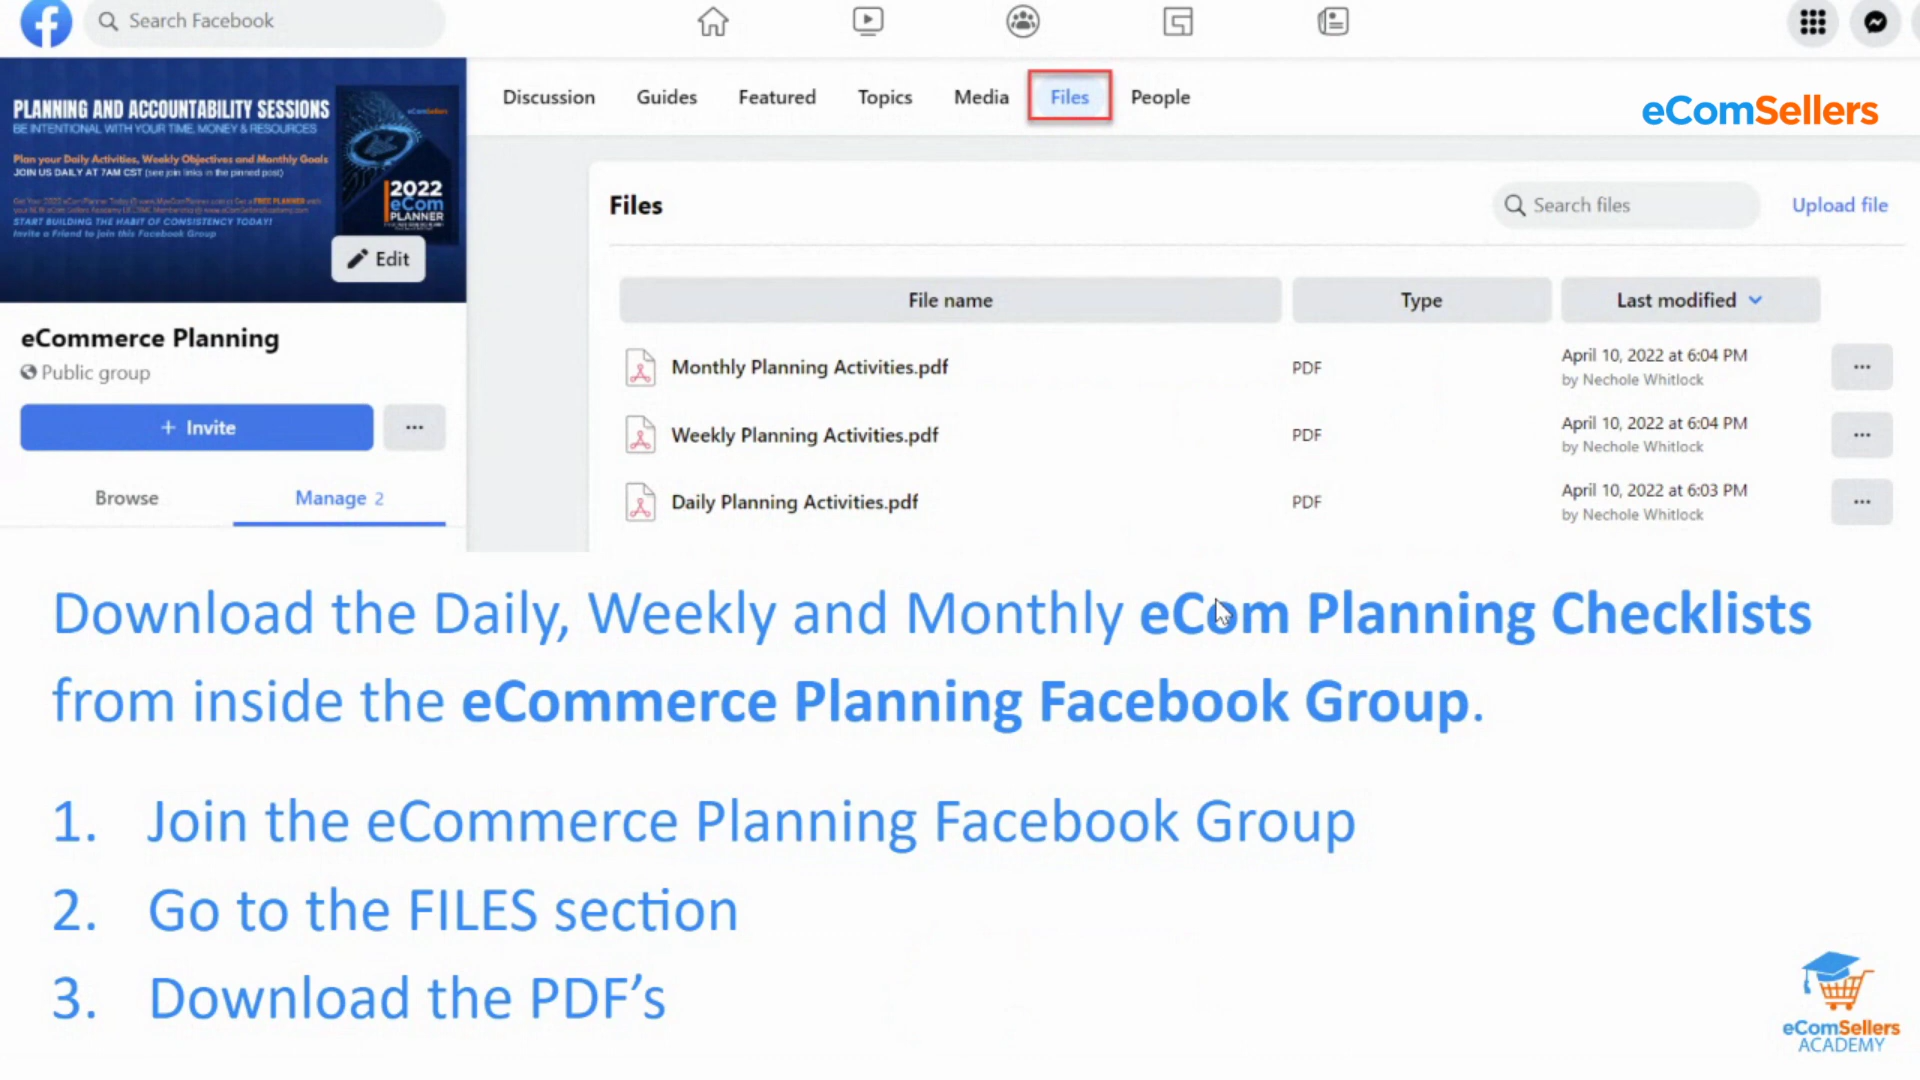 Search Facebook
Discussion Guides Featured Topics Media Files People
eComSellers
PLANNING AND ACCOUNTABILITY SESSIONS
BE INTENTIONAL WITH YOUR TIME, MONEY & RESOURCES
Plan your Daily Activities, Weekly Objectives and Monthly Goals
JOIN US DAILY AT 7AM CST (see join links in the pinned post)
START BUILDING THE HABIT OF CONSISTENCY TODAY!
Invite a Friend to Join this Facebook Group
eComSellers
2022
eCom
PLANNER
Edit
eCommerce Planning
Public group
+ Invite
Browse Manage 2
Files
Search files
Upload file
File name Type Last modified
Monthly Planning Activities.pdf PDF April 10, 2022 at 6:04 PM
by Nechole Whitlock
Weekly Planning Activities.pdf PDF April 10, 2022 at 6:04 PM
by Nechole Whitlock
Daily Planning Activities.pdf PDF April 10, 2022 at 6:03 PM
by Nechole Whitlock
Download the Daily, Weekly and Monthly eCom Planning Checklists
from inside the eCommerce Planning Facebook Group.
1. Join the eCommerce Planning Facebook Group
2. Go to the FILES section
3. Download the PDF’s
eComSellers
ACADEMY